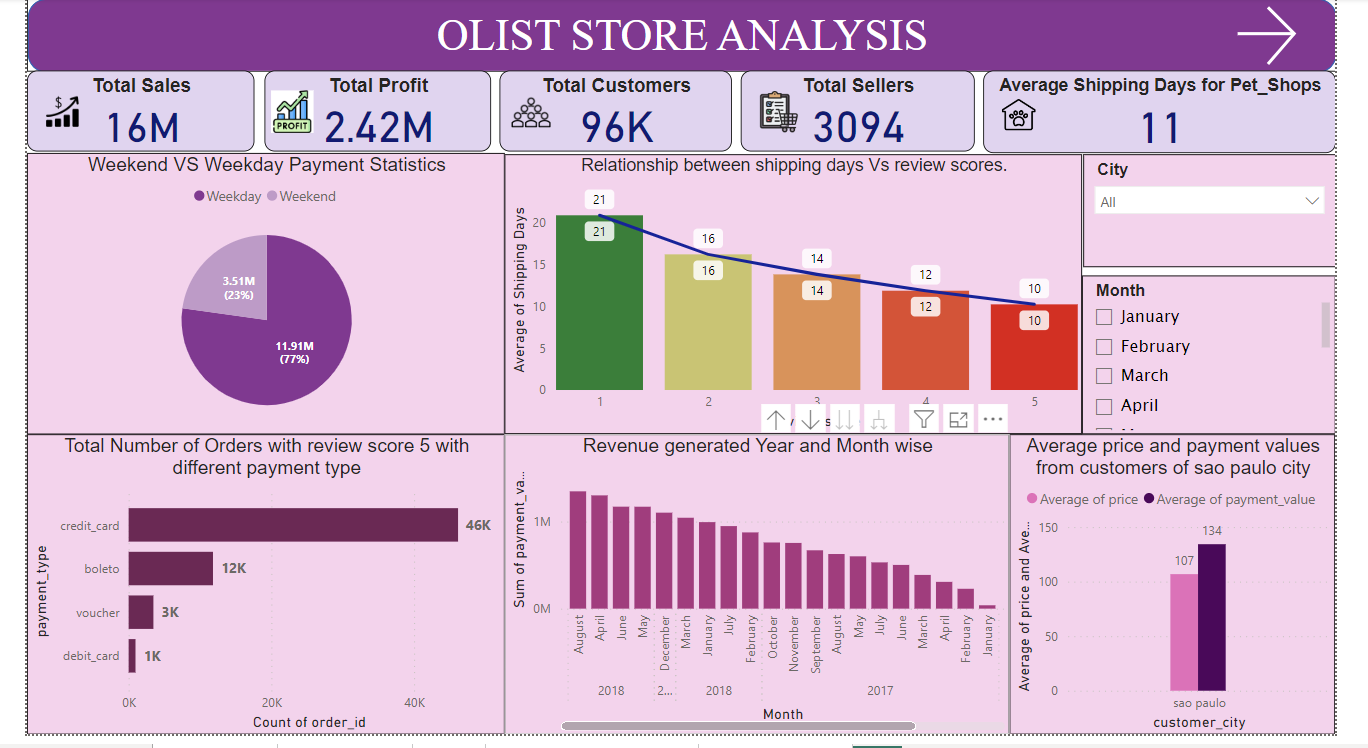 OLIST STORE ANALYSIS
Total Sales
16M
PROFIT
Total Profit
2.42M
Total Customers
96K
Total Sellers
3094
Average Shipping Days for Pet_Shops
11
Weekend VS Weekday Payment Statistics
Weekday Weekend
3.51M
(23%)
11.91M
(77%)
Relationship between shipping days Vs review scores.
Average of Shipping Days
20
15
10
5
0
21
21
16
16
14
14
12
12
10
10
1 2 3 4 5
City
All
Month
January
February
March
April
Total Number of Orders with review score 5 with
different payment type
payment_type
credit_card 46K
boleto 12K
voucher 3K
debit_card 1K
0K 20K 40K
Count of order_id
Revenue generated Year and Month wise
Sum of payment_va...
1M
0M
August April June May December March January July February October November September August May July June March April February January
2018 2... 2018 2017
Month
Average price and payment values
from customers of sao paulo city
Average of price Average of payment_value
Average of price and Ave...
150
100
50
0
107
134
sao paulo
customer_city